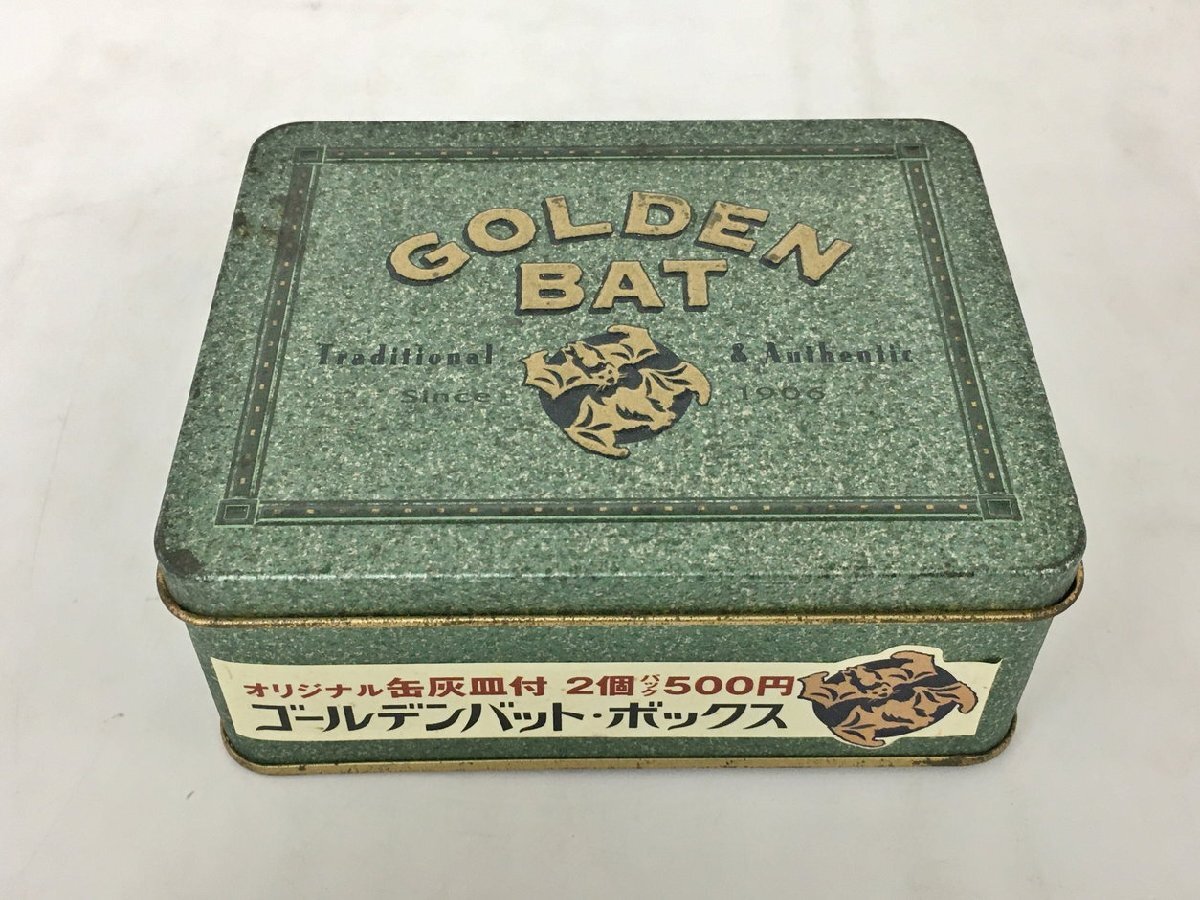 GOLDEN
BAT
Traditional & Authentic
Since 1906
オリジナル缶灰皿付 2個パック500円
ゴールデンバット・ボックス